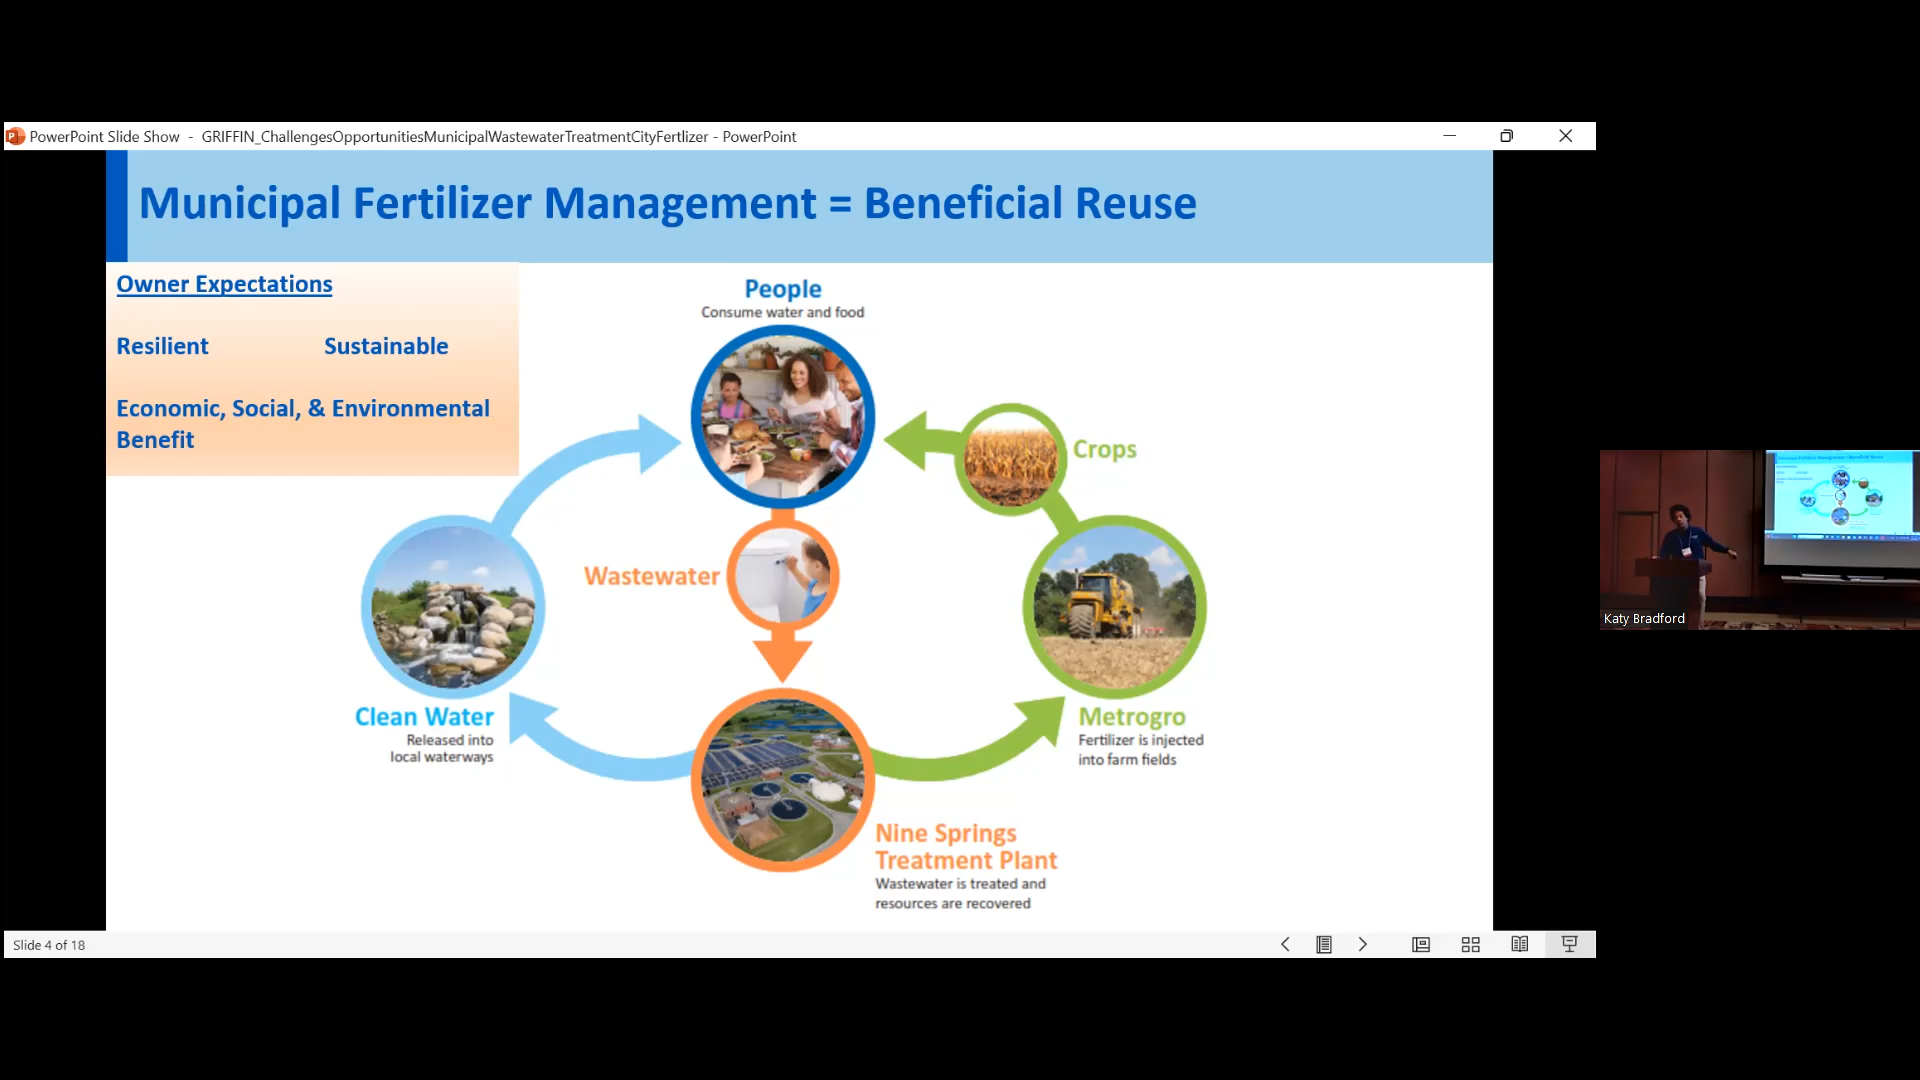 PowerPoint Slide Show - GRIFFIN_ChallengesOpportunitiesMunicipalWastewaterTreatmentCityFertlizer - PowerPoint
Municipal Fertilizer Management = Beneficial Reuse
Owner Expectations
Resilient Sustainable
Economic, Social, & Environmental
Benefit
People
Consume water and food
Crops
Wastewater
Clean Water
Released into
local waterways
Metrogro
Fertilizer is injected
into farm fields
Nine Springs
Treatment Plant
Wastewater is treated and
resources are recovered
Slide 4 of 18
Katy Bradford